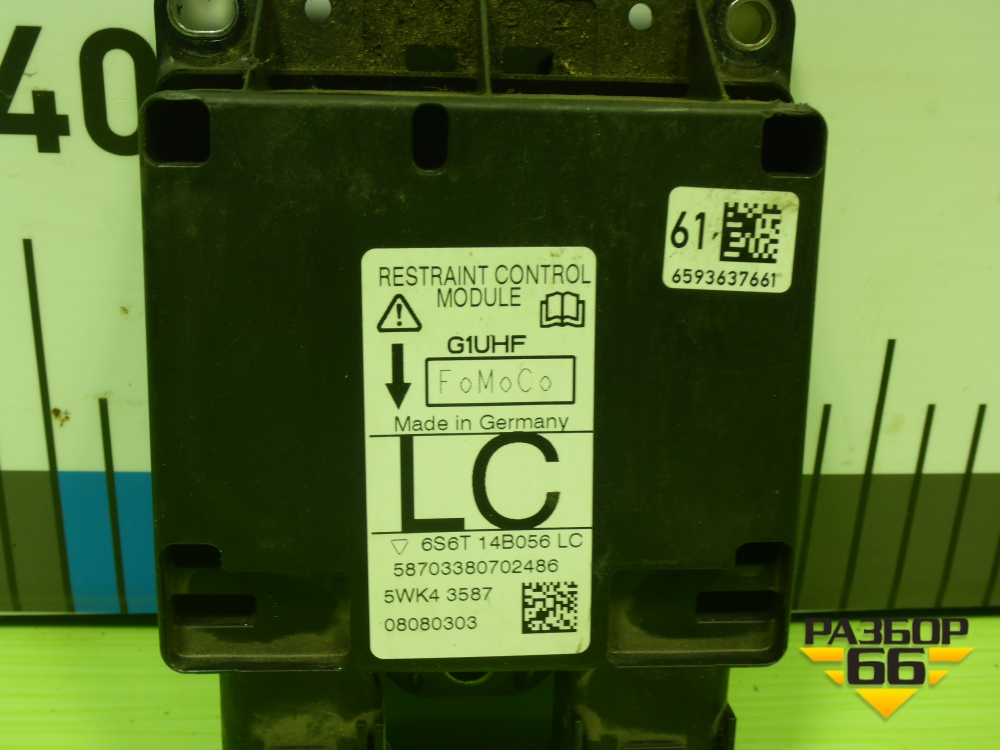 40
61
6593637661
RESTRAINT CONTROL
MODULE
G1UHF
FoMoCo
Made in Germany
LC
6S6T 14B056 LC
58703380702486
5WK4 3587
08080303
РАЗБОР
66